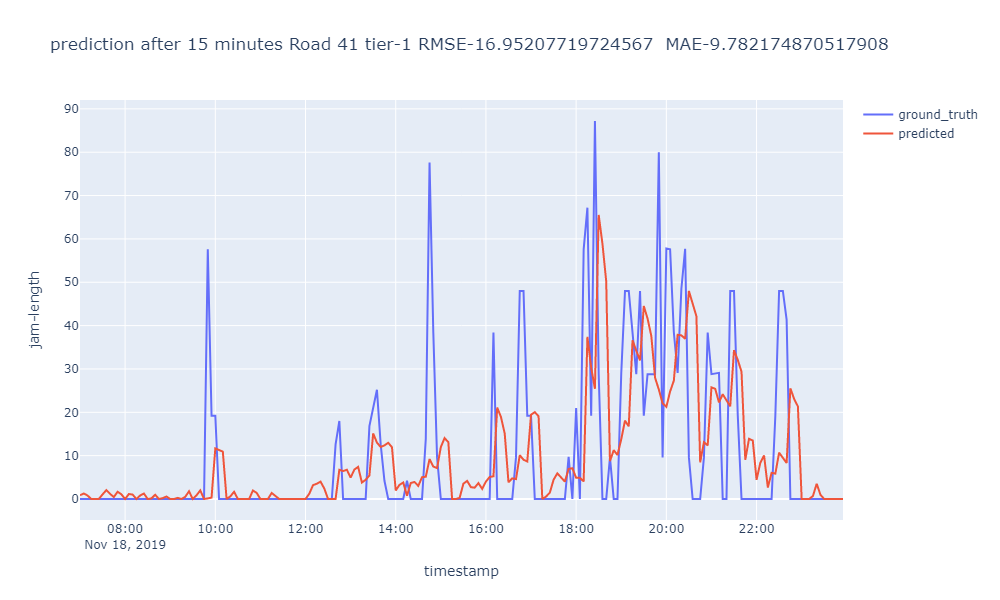 prediction after 15 minutes Road 41 tier-1 RMSE-16.95207719724567  MAE-9.782174870517908
ground_truth
predicted
jam-length
90
80
70
60
50
40
30
20
10
0
08:00 10:00 12:00 14:00 16:00 18:00 20:00 22:00
Nov 18, 2019
timestamp